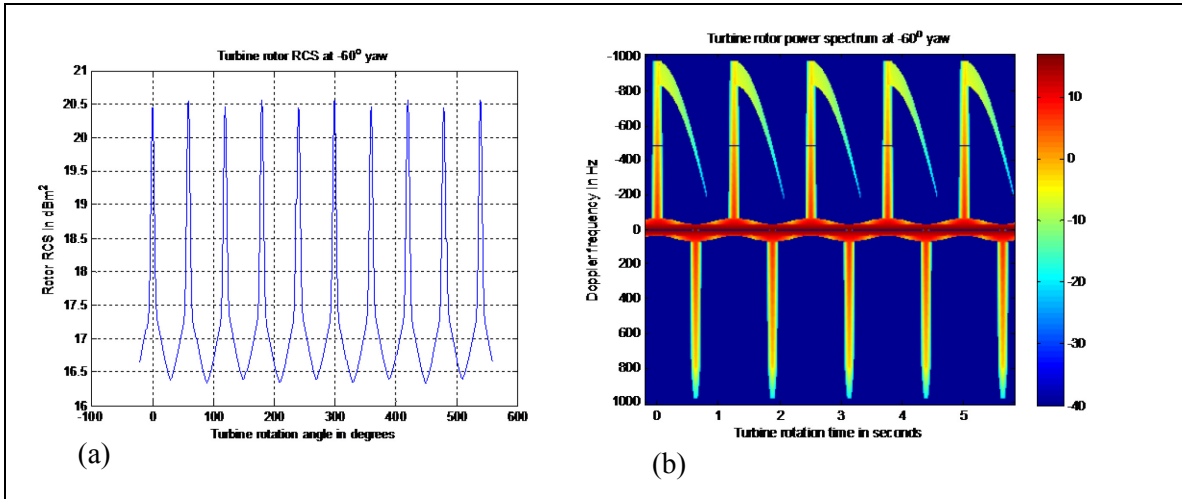 Turbine rotor RCS at -60° yaw
21
20.5
20
19.5
19
18.5
18
17.5
17
16.5
16
Rotor RCS in dBm²
-100 0 100 200 300 400 500 600
Turbine rotation angle in degrees
(a)
Turbine rotor power spectrum at -60⁰ yaw
-1000
-800
-600
-400
-200
0
200
400
600
800
1000
Doppler frequency in Hz
0 1 2 3 4 5
Turbine rotation time in seconds
10
0
-10
-20
-30
-40
(b)